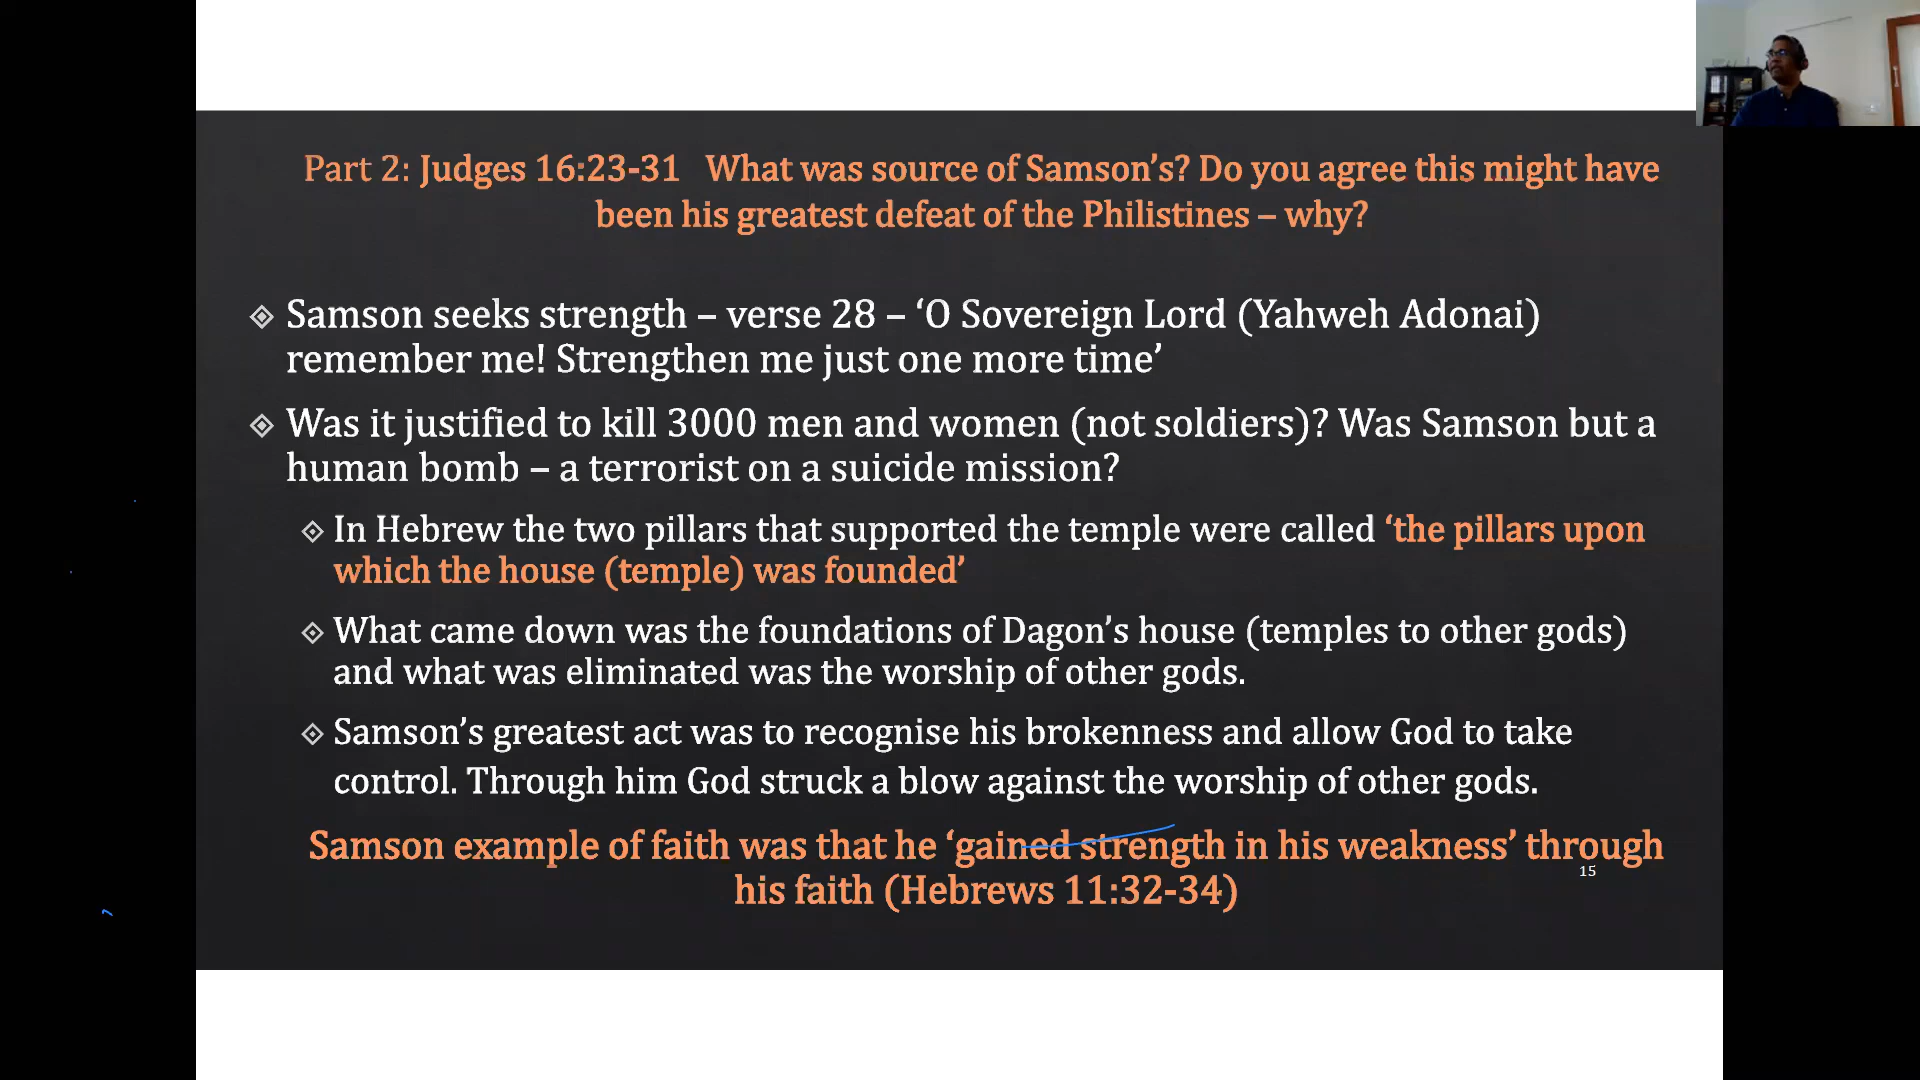 Part 2: Judges 16:23-31 What was source of Samson’s? Do you agree this might have
been his greatest defeat of the Philistines – why?
Samson seeks strength – verse 28 – ‘O Sovereign Lord (Yahweh Adonai)
remember me! Strengthen me just one more time’
Was it justified to kill 3000 men and women (not soldiers)? Was Samson but a
human bomb – a terrorist on a suicide mission?
In Hebrew the two pillars that supported the temple were called ‘the pillars upon
which the house (temple) was founded’
What came down was the foundations of Dagon’s house (temples to other gods)
and what was eliminated was the worship of other gods.
Samson’s greatest act was to recognise his brokenness and allow God to take
control. Through him God struck a blow against the worship of other gods.
Samson example of faith was that he ‘gained strength in his weakness’ through
his faith (Hebrews 11:32-34)
15